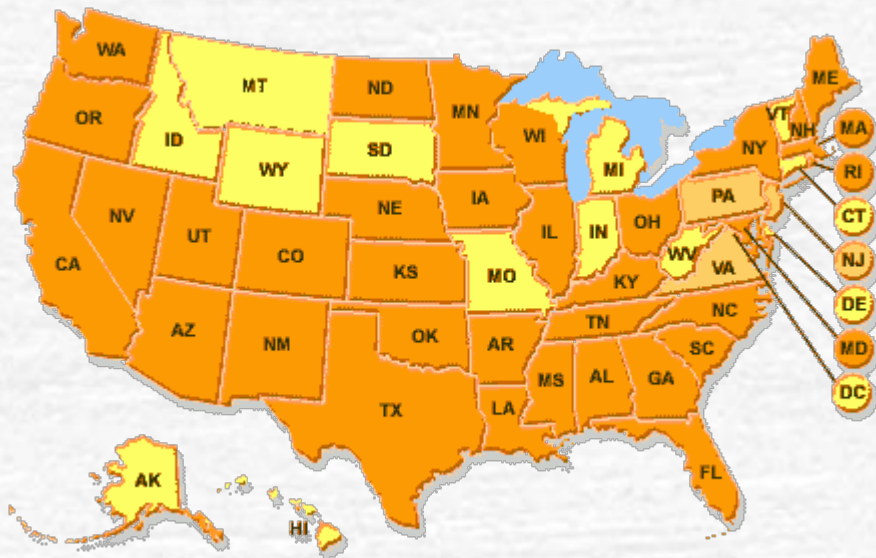 WA
MT
ND
MN
ME
OR
ID
SD
WI
MI
NY
VT
NH
MA
RI
WY
CT
NV
UT
CO
NE
IA
IL
IN
OH
PA
NJ
CA
KS
MO
KY
WV
VA
DE
MD
DC
AZ
NM
OK
AR
TN
NC
SC
TX
LA
MS
AL
GA
FL
AK
HI